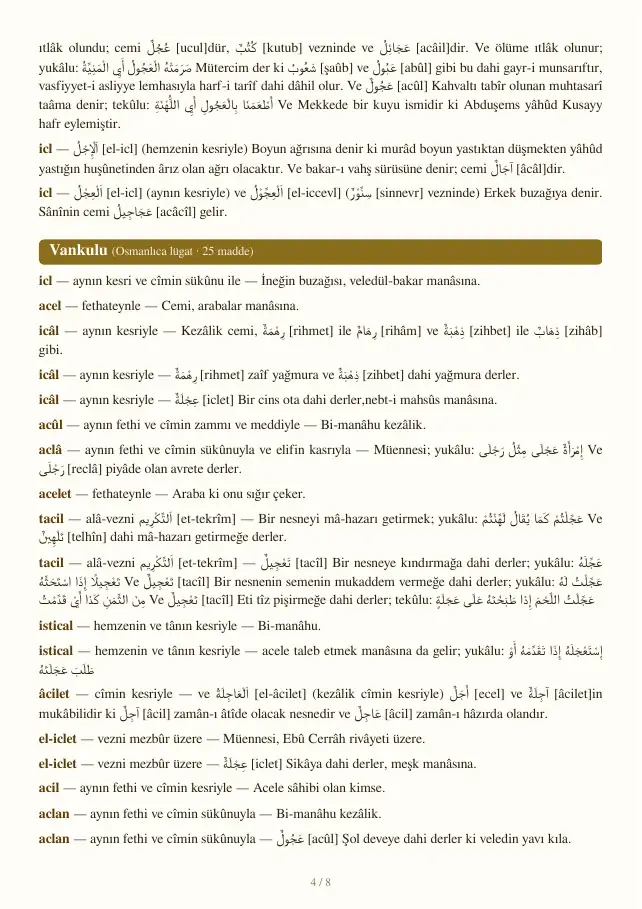 ıtlâk olundu; cemi عُجُلٌ [ucul]dür, كُتُبٌ [kutub] vezninde ve عَجَائِلُ [acâil]dir. Ve ölüme ıtlâk olunur;
yukâlu: صَرَمَتْهُ الْعَجُولُ أَيِ الْمَنِيَّةُ Mütercim der ki شَعُوبُ [şaûb] ve عَبُولُ [abûl] gibi bu dahi gayr-i munsarıftır,
vasfiyyet-i asliyye lemhasıyla harf-i tarîf dahi dâhil olur. Ve عَجُولٌ [acûl] Kahvaltı tabîr olunan muhtasarî
taâma denir; tekûlu: أَطْعَمَنَا بِالْعَجُولِ أَيِ اللُّهْنَةِ Ve Mekkede bir kuyu ismidir ki Abduşems yâhûd Kusayy
hafr eylemiştir.
icl — اَلْإِجْلُ [el-icl] (hemzenin kesriyle) Boyun ağrısına denir ki murâd boyun yastıktan düşmekten yâhûd
yastığın huşûnetinden ârız olan ağrı olacaktır. Ve bakar-ı vahş sürüsüne denir; cemi آجَالٌ [âcâl]dir.
icl — اَلْعِجْلُ [el-icl] (aynın kesriyle) ve اَلْعِجَّوْلُ [el-iccevl] (سِنَّوْرٌ [sinnevr] vezninde) Erkek buzağıya denir.
Sânînin cemi عَجَاجِيلُ [acâcîl] gelir.
Vankulu (Osmanlıca lügat · 25 madde)
icl — aynın kesri ve cîmin sükûnu ile — İneğin buzağısı, veledül-bakar manâsına.
acel — fethateynle — Cemi, arabalar manâsına.
icâl — aynın kesriyle — Kezâlik cemi, رِهْمَةٌ [rihmet] ile رِهَامٌ [rihâm] ve ذِهْبَةٌ [zihbet] ile ذِهَابٌ [zihâb]
gibi.
icâl — aynın kesriyle — رِهْمَةٌ [rihmet] zaîf yağmura ve ذِهْبَةٌ [zihbet] dahi yağmura derler.
icâl — aynın kesriyle — عِجْلَةٌ [iclet] Bir cins ota dahi derler,nebt-i mahsûs manâsına.
acûl — aynın fethi ve cîmin zammı ve meddiyle — Bi-manâhu kezâlik.
aclâ — aynın fethi ve cîmin sükûnuyla ve elifin kasrıyla — Müennesi; yukâlu: اِمْرَأَةٌ عَجْلَى مِثْلُ رَجْلَى Ve
رَجْلَى [reclâ] piyâde olan avrete derler.
acelet — fethateynle — Araba ki onu sığır çeker.
tacil — alâ-vezni اَلتَّكْرِيم [et-tekrîm] — Bir nesneyi mâ-hazarı getirmek; yukâlu: عَجَّلْتُمْ كَمَا يُقَالُ لَهَّنْتُمْ Ve
تَلْهِينٌ [telhîn] dahi mâ-hazarı getirmeğe derler.
tacil — alâ-vezni اَلتَّكْرِيم [et-tekrîm] — تَعْجِيلٌ [tacîl] Bir nesneye kındırmağa dahi derler; yukâlu: عَجَّلَهُ
تَعْجِيلًا إِذَا اسْتَحَثَّهُ Ve تَعْجِيلٌ [tacîl] Bir nesnenin semenin mukaddem vermeğe dahi derler; yukâlu: عَجَّلْتُ لَهُ
مِن الثَّمَنِ كَذَا أَيْ قَدَّمْتُ Ve تَعْجِيلٌ [tacîl] Eti tîz pişirmeğe dahi derler; tekûlu: عَجَّلْتُ اللَّحْمَ إِذَا طَبَخْتَهُ عَلَى عَجَلَةٍ
istical — hemzenin ve tânın kesriyle — Bi-manâhu.
istical — hemzenin ve tânın kesriyle — acele taleb etmek manâsına da gelir; yukâlu: اِسْتَعْجَلَهُ إِذَا تَقَدَّمَهُ أَوْ
طَلَبَ عَجَلَتَهُ
âcilet — cîmin kesriyle — ve اَلْعَاجِلَةُ [el-âcilet] (kezâlik cîmin kesriyle) أَجَلٌ [ecel] ve آجِلَةٌ [âcilet]in
mukâbilidir ki آجِلٌ [âcil] zamân-ı âtîde olacak nesnedir ve عَاجِلٌ [âcil] zamân-ı hâzırda olandır.
el-iclet — vezni mezbûr üzere — Müennesi, Ebû Cerrâh rivâyeti üzere.
el-iclet — vezni mezbûr üzere — عِجْلَةٌ [iclet] Sikâya dahi derler, meşk manâsına.
acil — aynın fethi ve cîmin kesriyle — Acele sâhibi olan kimse.
aclan — aynın fethi ve cîmin sükûnuyla — Bi-manâhu kezâlik.
aclan — aynın fethi ve cîmin sükûnuyla — عَجُولٌ [acûl] Şol deveye dahi derler ki veledin yavı kıla.
4 / 8